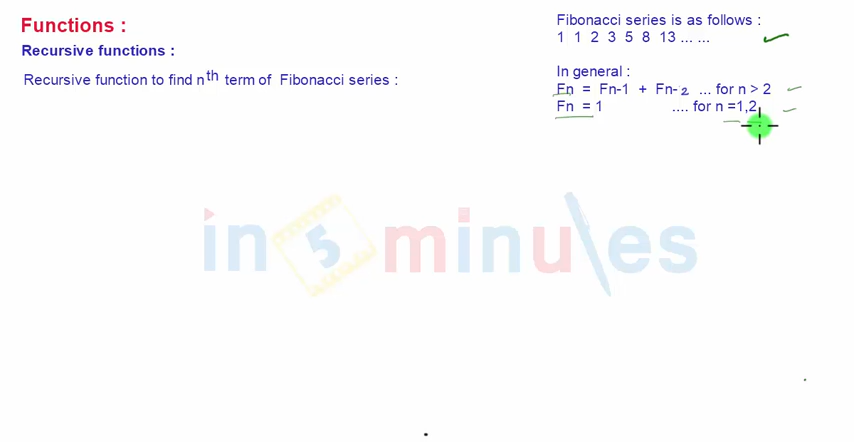 Functions :
Recursive functions :
Recursive function to find nth term of Fibonacci series :
Fibonacci series is as follows :
1 1 2 3 5 8 13 ... ...
In general :
Fn = Fn-1 + Fn-2 ... for n > 2
Fn = 1 .... for n =1,2
in 5 minutes